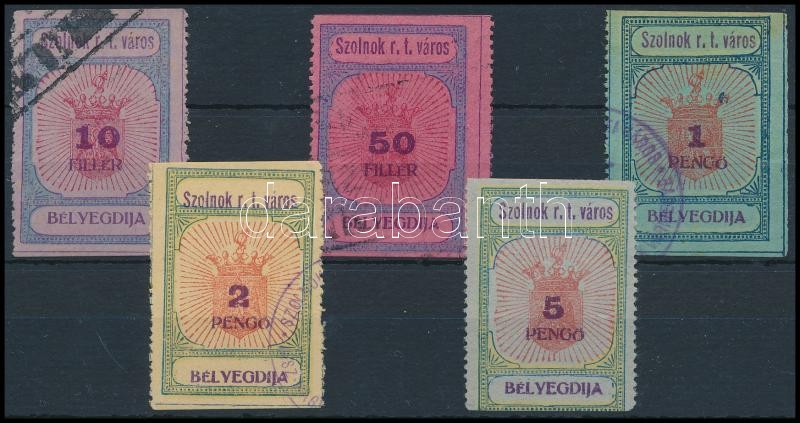 Szolnok r. t. város
10
FILLÉR
BÉLYEGDIJA
Szolnok r. t. város
50
FILLÉR
Szolnok r. t. város
1
PENGŐ
BÉLYEGDIJA
Szolnok r. t. város
2
PENGŐ
BÉLYEGDIJA
Szolnok r. t. város
5
PENGŐ
BÉLYEGDIJA
darabanth.com